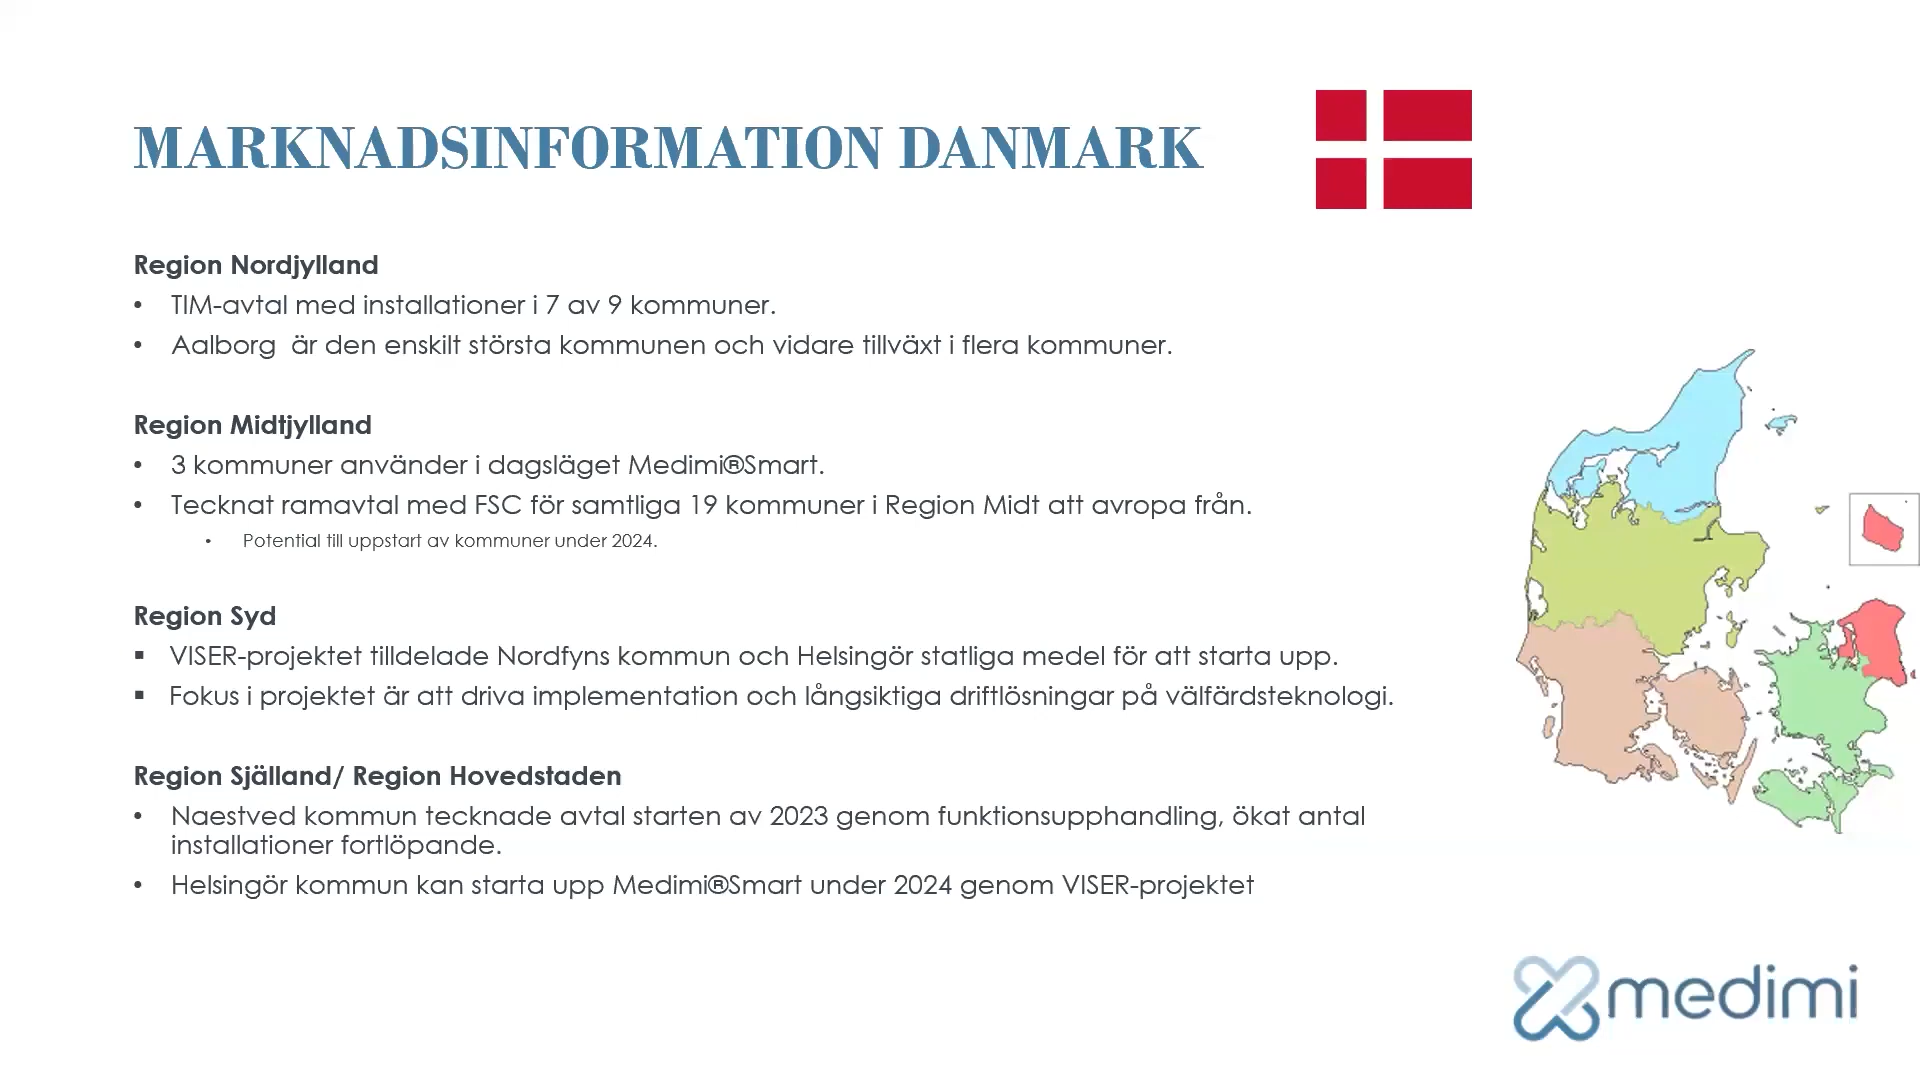 MARKNADSINFORMATION DANMARK
Region Nordjylland
• TIM-avtal med installationer i 7 av 9 kommuner.
• Aalborg  är den enskilt största kommunen och vidare tillväxt i flera kommuner.
Region Midtjylland
• 3 kommuner använder i dagsläget Medimi®Smart.
• Tecknat ramavtal med FSC för samtliga 19 kommuner i Region Midt att avropa från.
• Potential till uppstart av kommuner under 2024.
Region Syd
▪ VISER-projektet tilldelade Nordfyns kommun och Helsingör statliga medel för att starta upp.
▪ Fokus i projektet är att driva implementation och långsiktiga driftlösningar på välfärdsteknologi.
Region Själland/ Region Hovedstaden
• Naestved kommun tecknade avtal starten av 2023 genom funktionsupphandling, ökat antal
installationer fortlöpande.
• Helsingör kommun kan starta upp Medimi®Smart under 2024 genom VISER-projektet
medimi